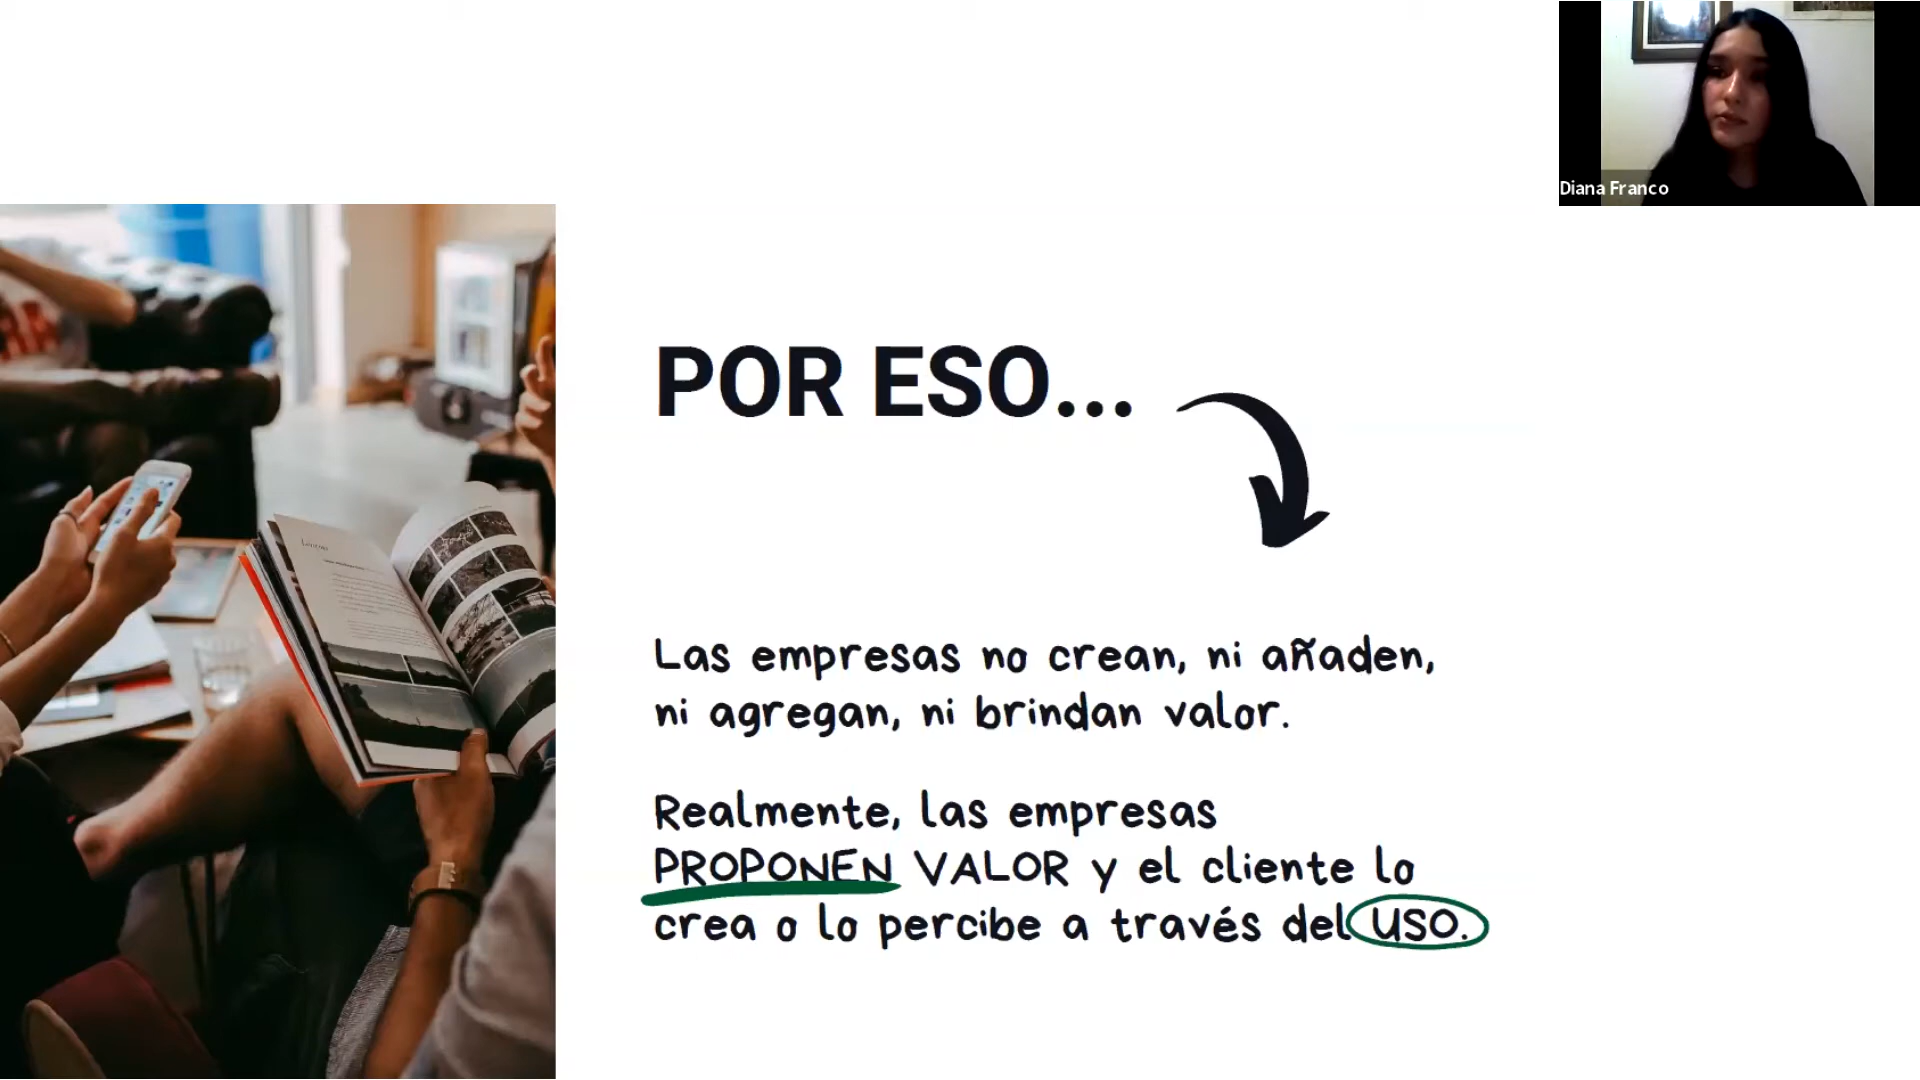 Diana Franco
POR ESO...
Las empresas no crean, ni añaden,
ni agregan, ni brindan valor.
Realmente, las empresas
PROPONEN VALOR y el cliente lo
crea o lo percibe a través del USO.